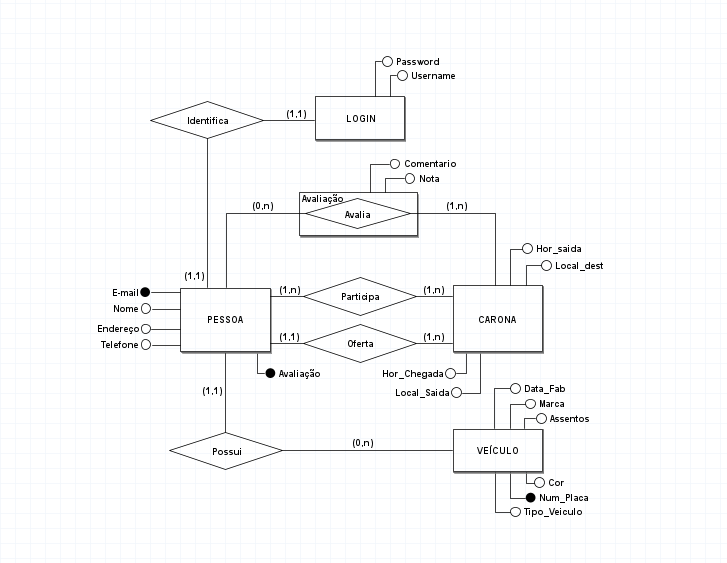 Password
Username
(1,1)
LOGIN
Identifica
Comentario
Nota
Avaliação
(0,n)
Avalia
(1,n)
Hor_saida
Local_dest
(1,1)
E-mail
Nome
Endereço
Telefone
PESSOA
(1,n)
Participa
(1,n)
CARONA
(1,1)
Oferta
(1,n)
Avaliação
Hor_Chegada
Local_Saida
(1,1)
Data_Fab
Marca
Assentos
Possui
(0,n)
VEÍCULO
Cor
Num_Placa
Tipo_Veiculo